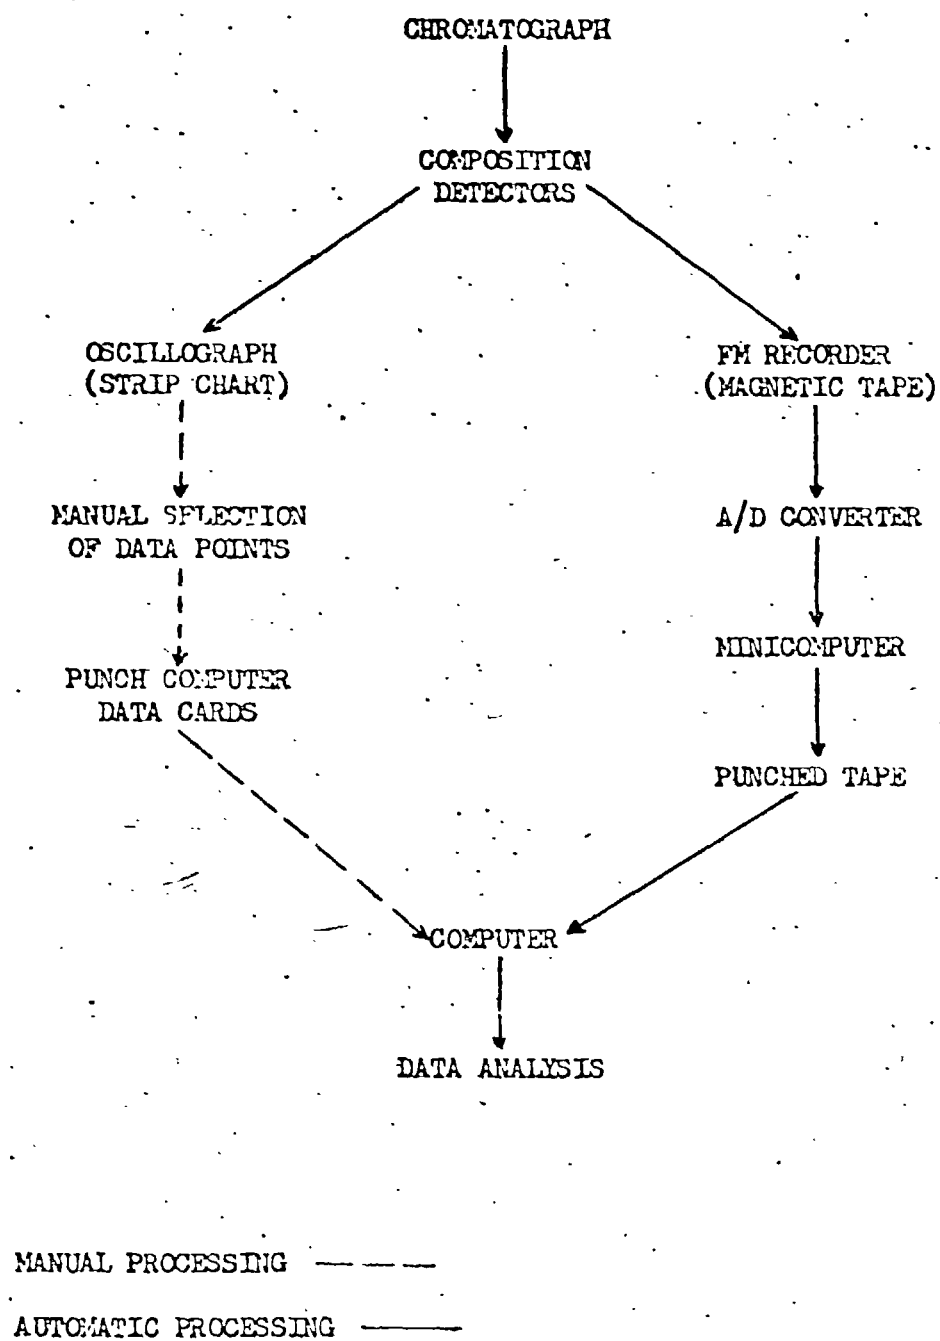 CHROMATOGRAPH
COMPOSITION
DETECTORS
OSCILLOGRAPH
(STRIP CHART)
FM RECORDER
(MAGNETIC TAPE)
MANUAL SELECTION
OF DATA POINTS
A/D CONVERTER
MINICOMPUTER
PUNCH COMPUTER
DATA CARDS
PUNCHED TAPE
COMPUTER
DATA ANALYSIS
MANUAL PROCESSING
AUTOMATIC PROCESSING